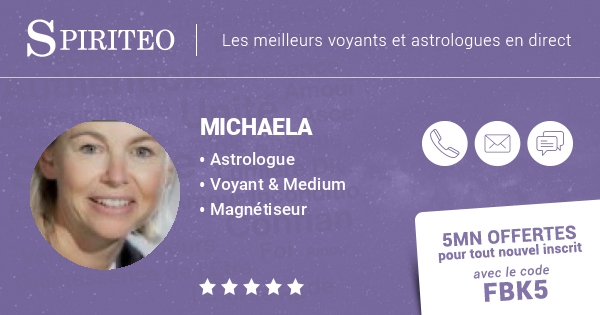 SPIRITEO
Les meilleurs voyants et astrologues en direct
MICHAELA
• Astrologue
• Voyant & Medium
• Magnétiseur
5MN OFFERTES
pour tout nouvel inscrit
avec le code
FBK5